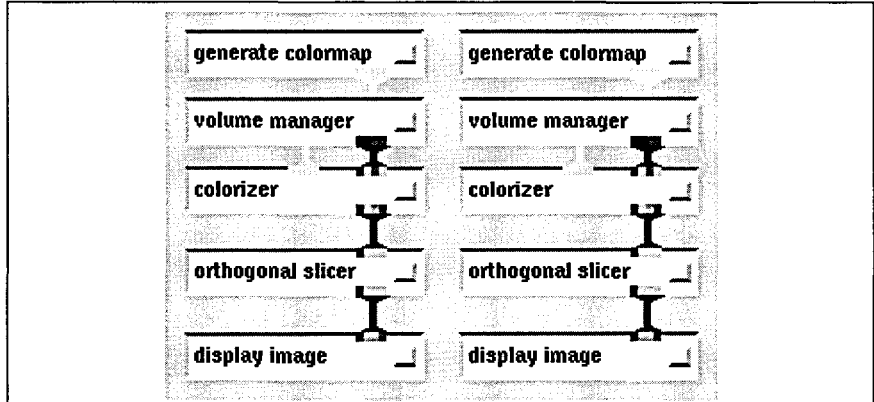 generate colormap generate colormap
volume manager volume manager
colorizer colorizer
orthogonal slicer orthogonal slicer
display image display image